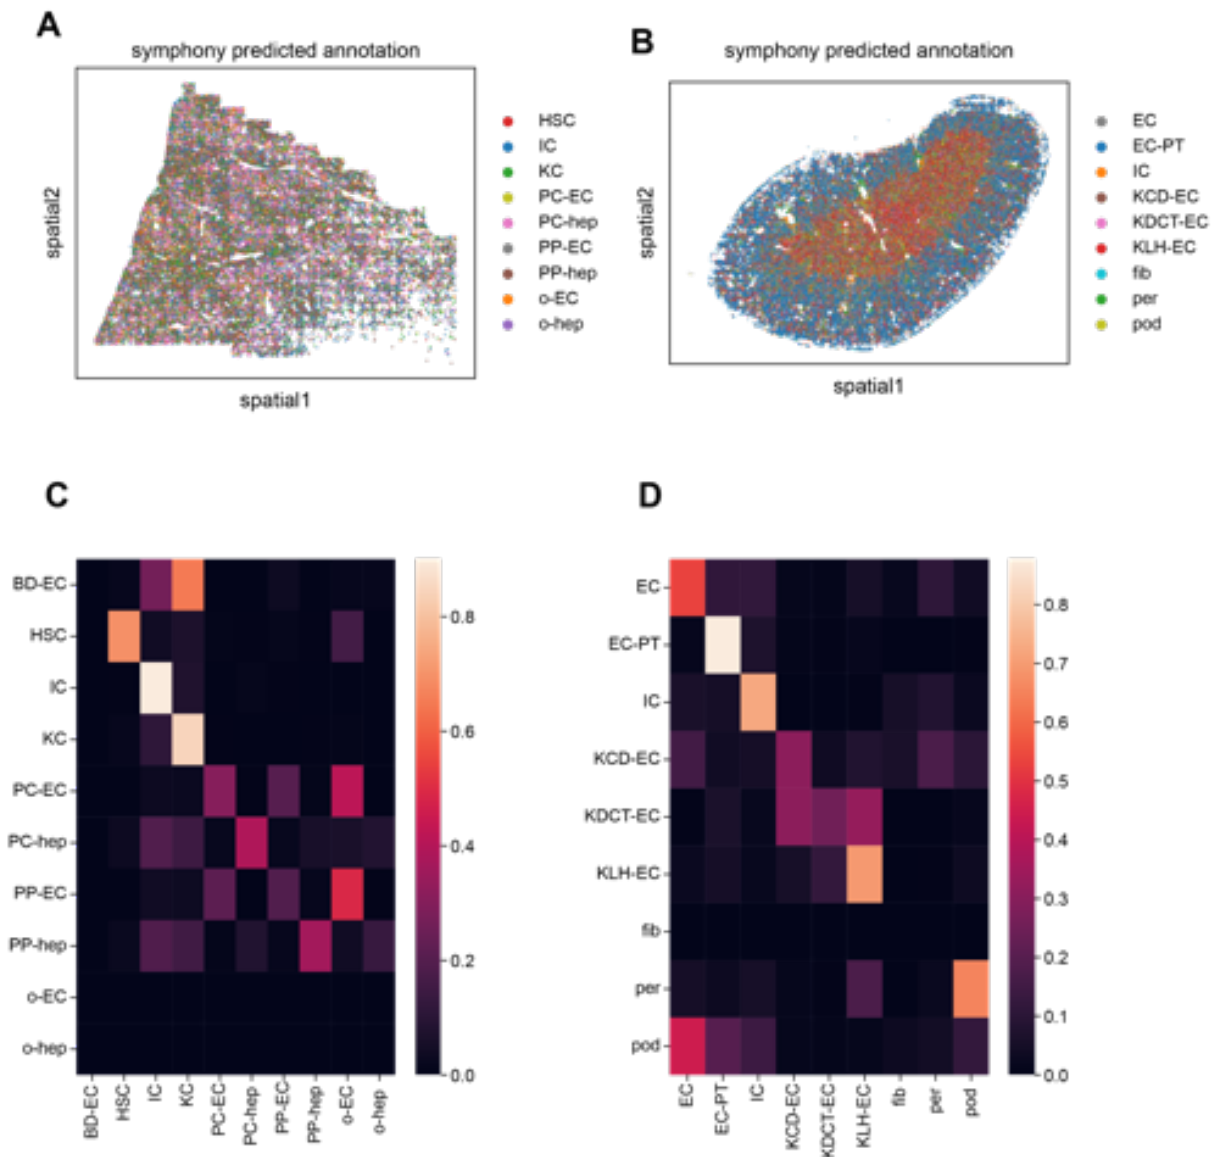 A
symphony predicted annotation
spatial2
spatial1
HSC
IC
KC
PC-EC
PC-hep
PP-EC
PP-hep
o-EC
o-hep
B
symphony predicted annotation
spatial2
spatial1
EC
EC-PT
IC
KCD-EC
KDCT-EC
KLH-EC
fib
per
pod
C
BD-EC
HSC
IC
KC
PC-EC
PC-hep
PP-EC
PP-hep
o-EC
o-hep
BD-EC
HSC
IC
KC
PC-EC
PC-hep
PP-EC
PP-hep
o-EC
o-hep
0.8
0.6
0.4
0.2
0.0
D
EC
EC-PT
IC
KCD-EC
KDCT-EC
KLH-EC
fib
per
pod
EC
EC-PT
IC
KCD-EC
KDCT-EC
KLH-EC
fib
per
pod
0.8
0.7
0.6
0.5
0.4
0.3
0.2
0.1
0.0